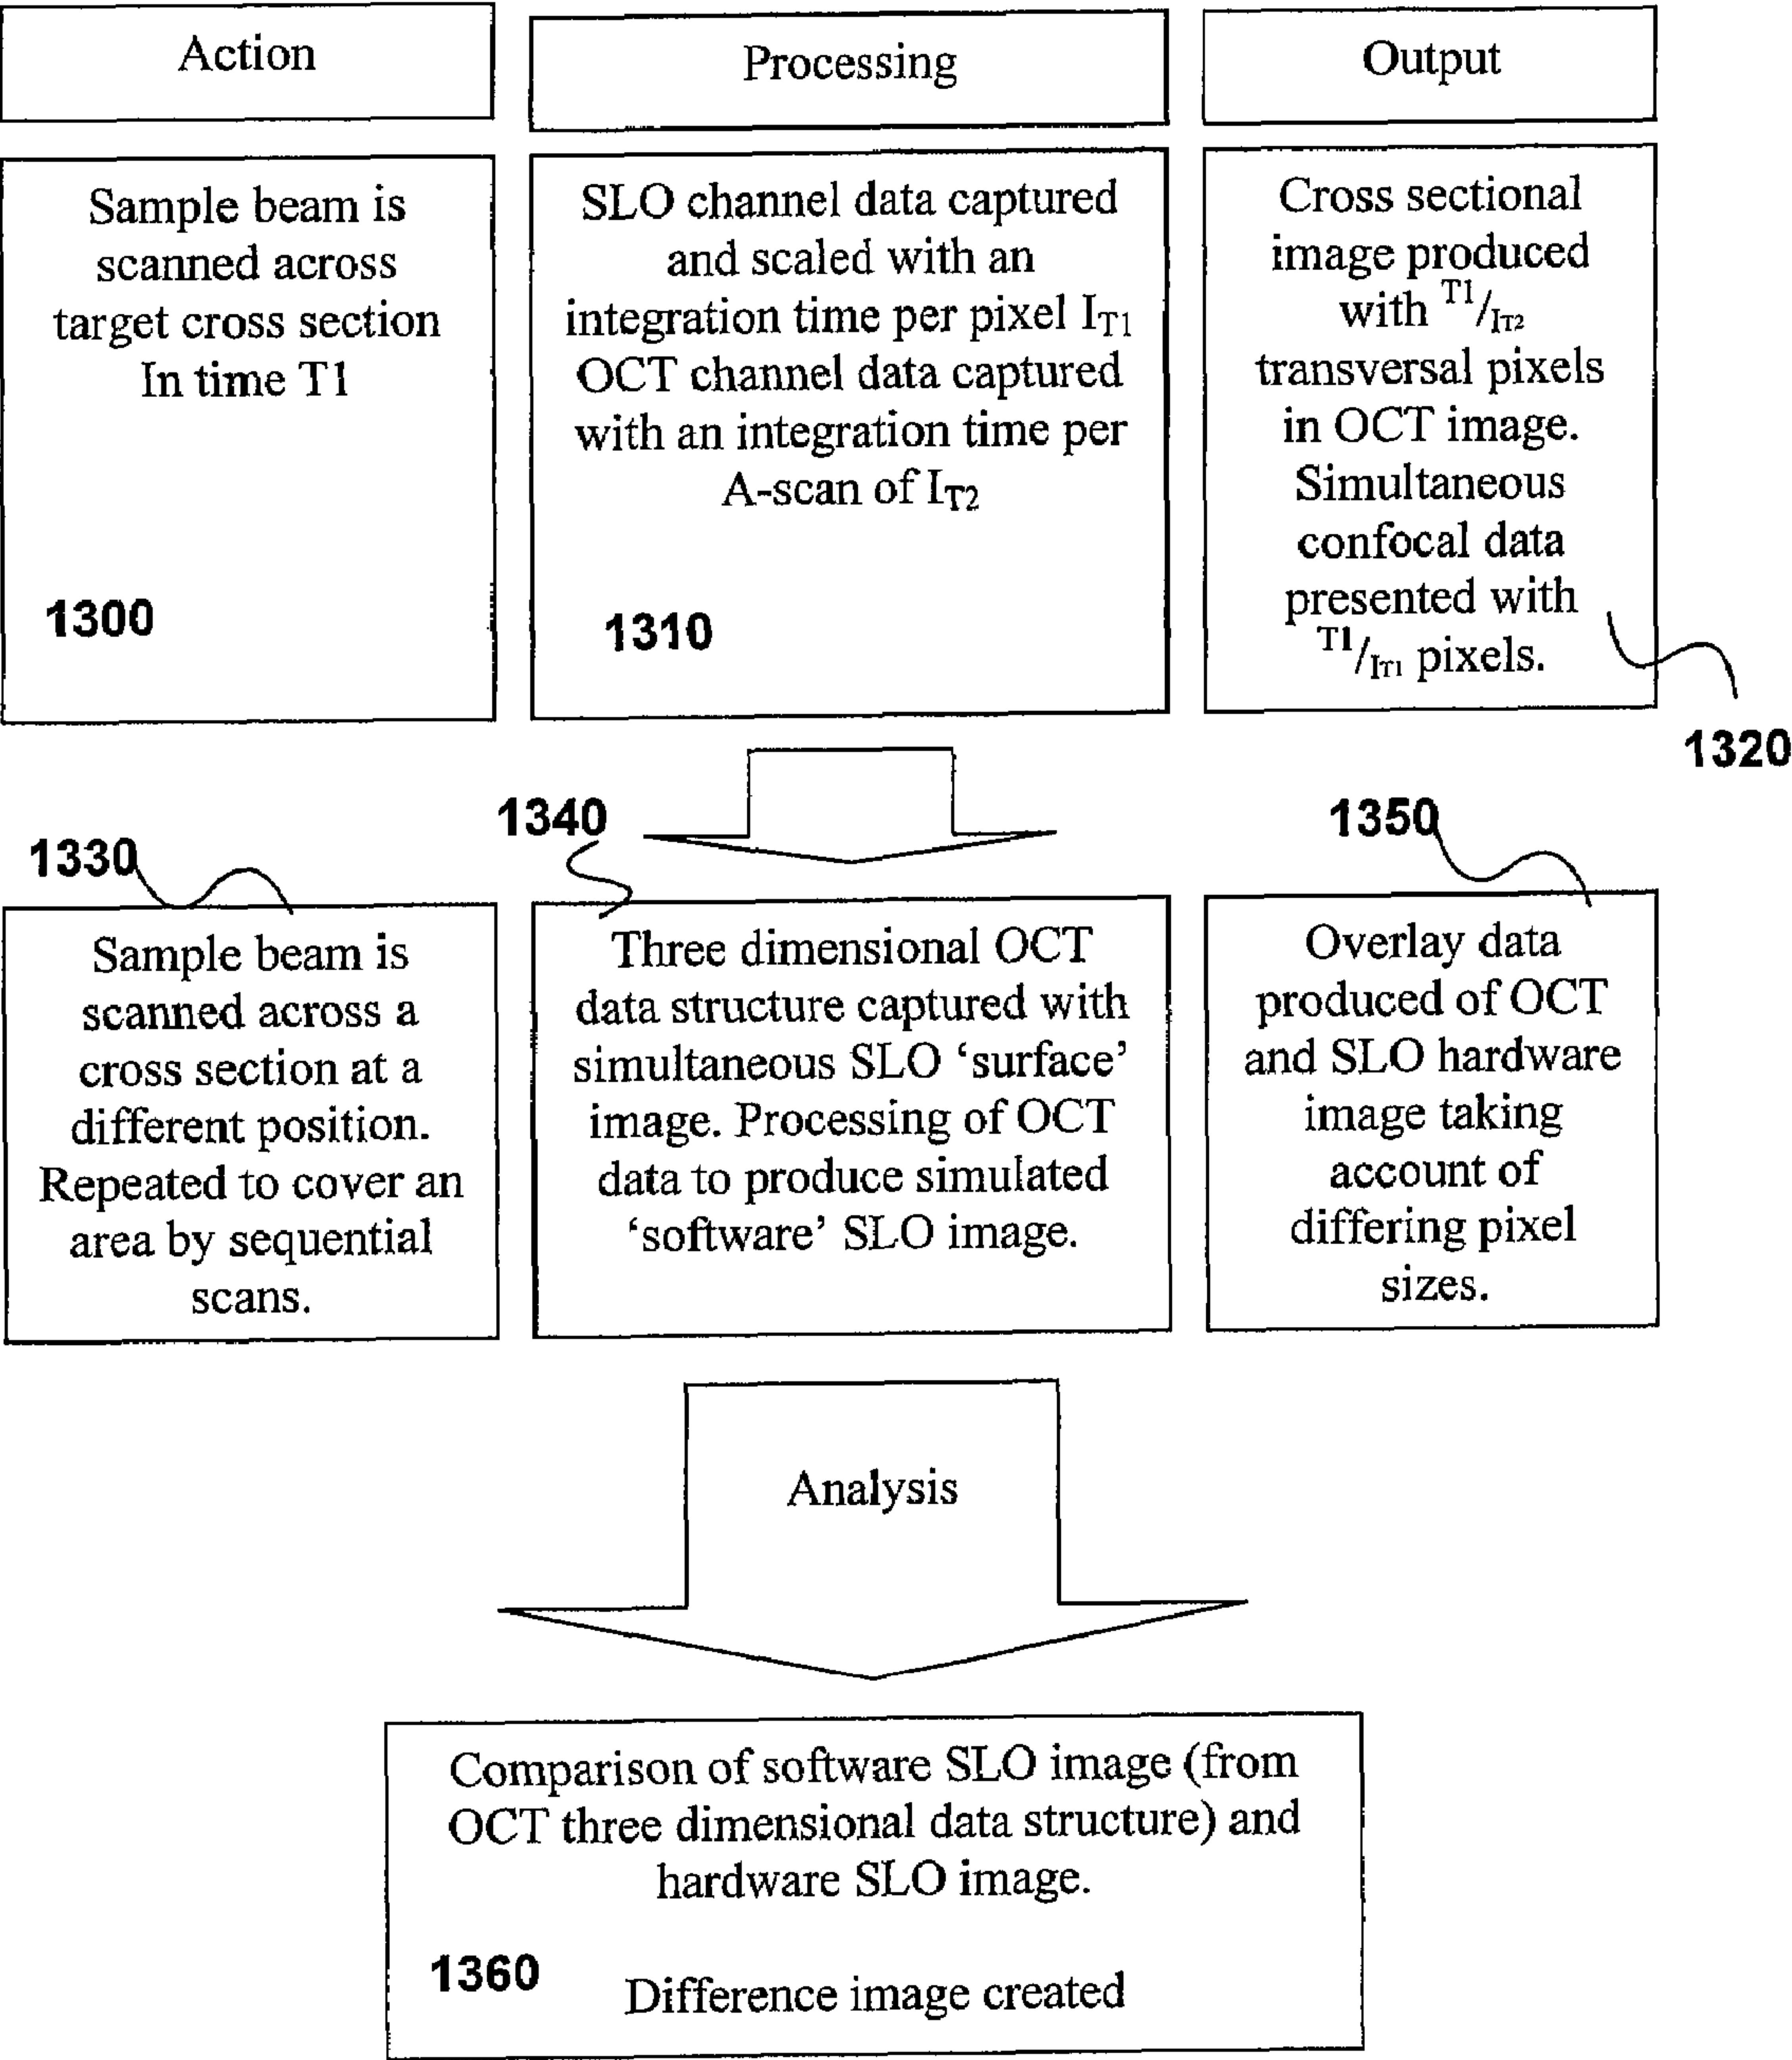 Action
Processing
Output
Sample beam is
scanned across
target cross section
In time T1
1300
SLO channel data captured
and scaled with an
integration time per pixel IT1
OCT channel data captured
with an integration time per
A-scan of IT2
1310
Cross sectional
image produced
with T1/IT2
transversal pixels
in OCT image.
Simultaneous
confocal data
presented with
T1/IT1 pixels.
1320
1330
Sample beam is
scanned across a
cross section at a
different position.
Repeated to cover an
area by sequential
scans.
1340
Three dimensional OCT
data structure captured with
simultaneous SLO ‘surface’
image. Processing of OCT
data to produce simulated
‘software’ SLO image.
1350
Overlay data
produced of OCT
and SLO hardware
image taking
account of
differing pixel
sizes.
Analysis
Comparison of software SLO image (from
OCT three dimensional data structure) and
hardware SLO image.
1360
Difference image created